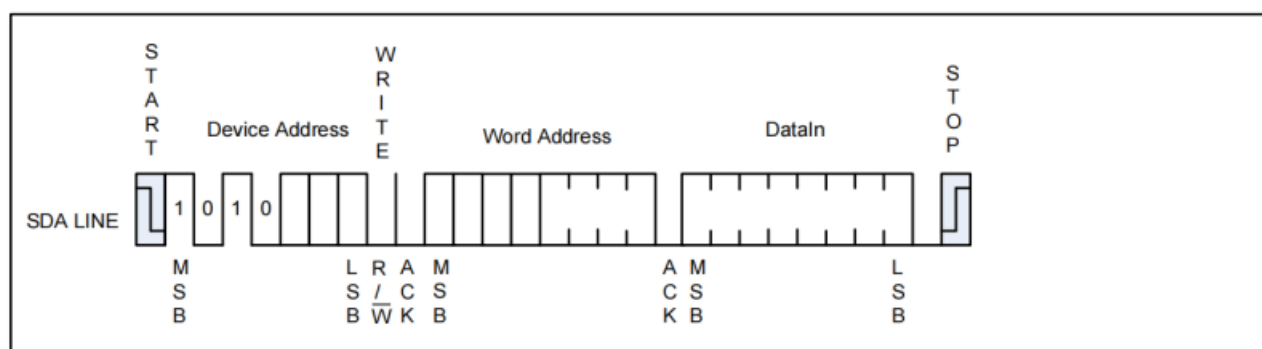 START
WRITE
STOP
Device Address
Word Address
DataIn
SDA LINE
1 0 1 0
MSB
LSB
R/W̅
ACK
MSB
ACK
MSB
LSB